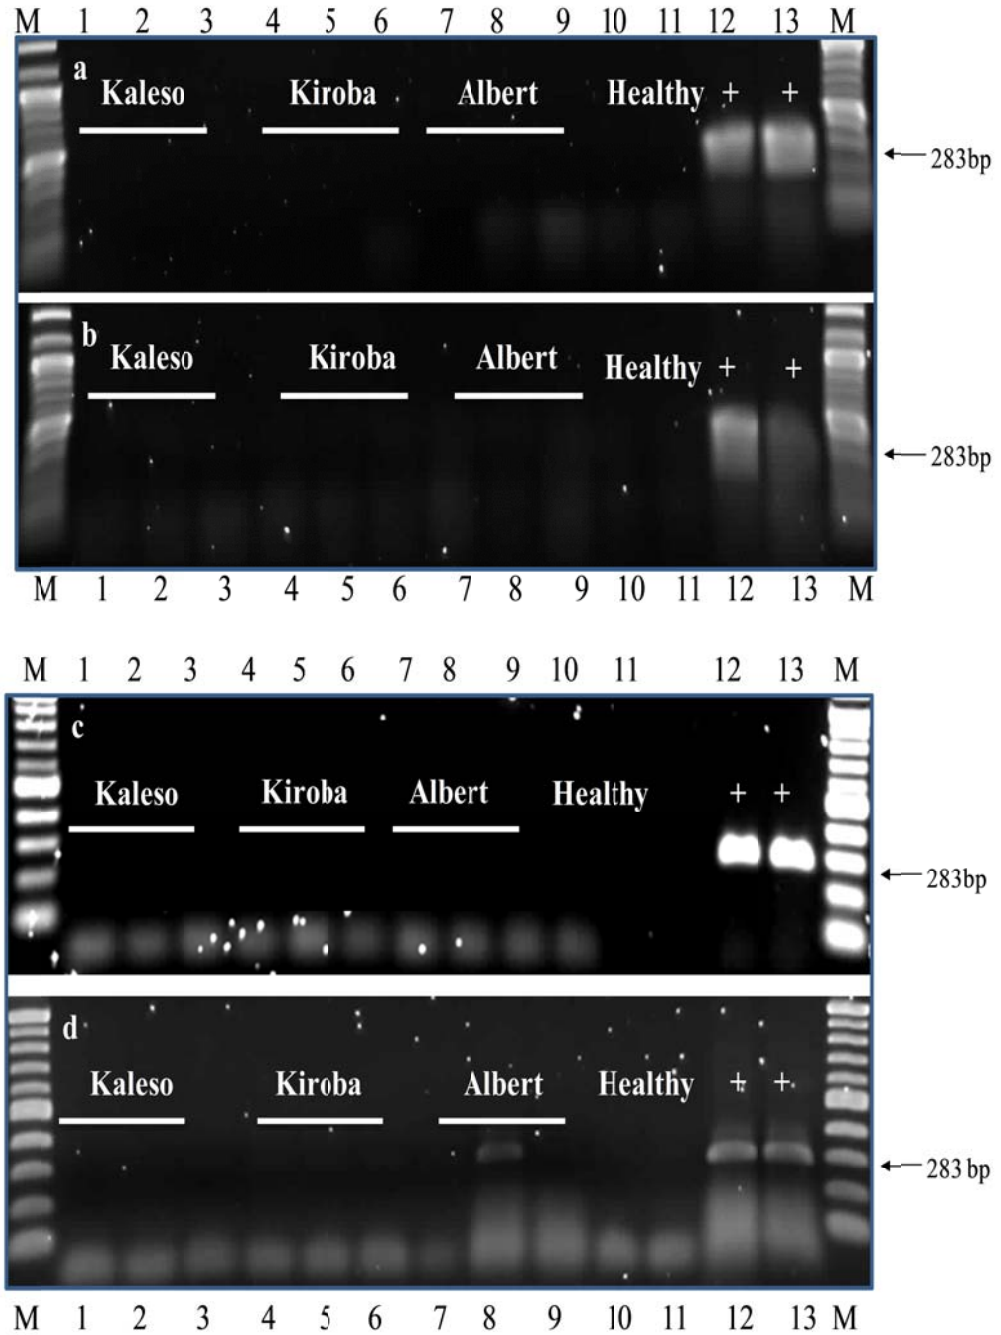 M 1 2 3 4 5 6 7 8 9 10 11 12 13 M
a
Kaleso Kiroba Albert Healthy + +
283bp
b
Kaleso Kiroba Albert Healthy + +
283bp
M 1 2 3 4 5 6 7 8 9 10 11 12 13 M
M 1 2 3 4 5 6 7 8 9 10 11 12 13 M
c
Kaleso Kiroba Albert Healthy + +
283bp
d
Kaleso Kiroba Albert Healthy + +
283 bp
M 1 2 3 4 5 6 7 8 9 10 11 12 13 M